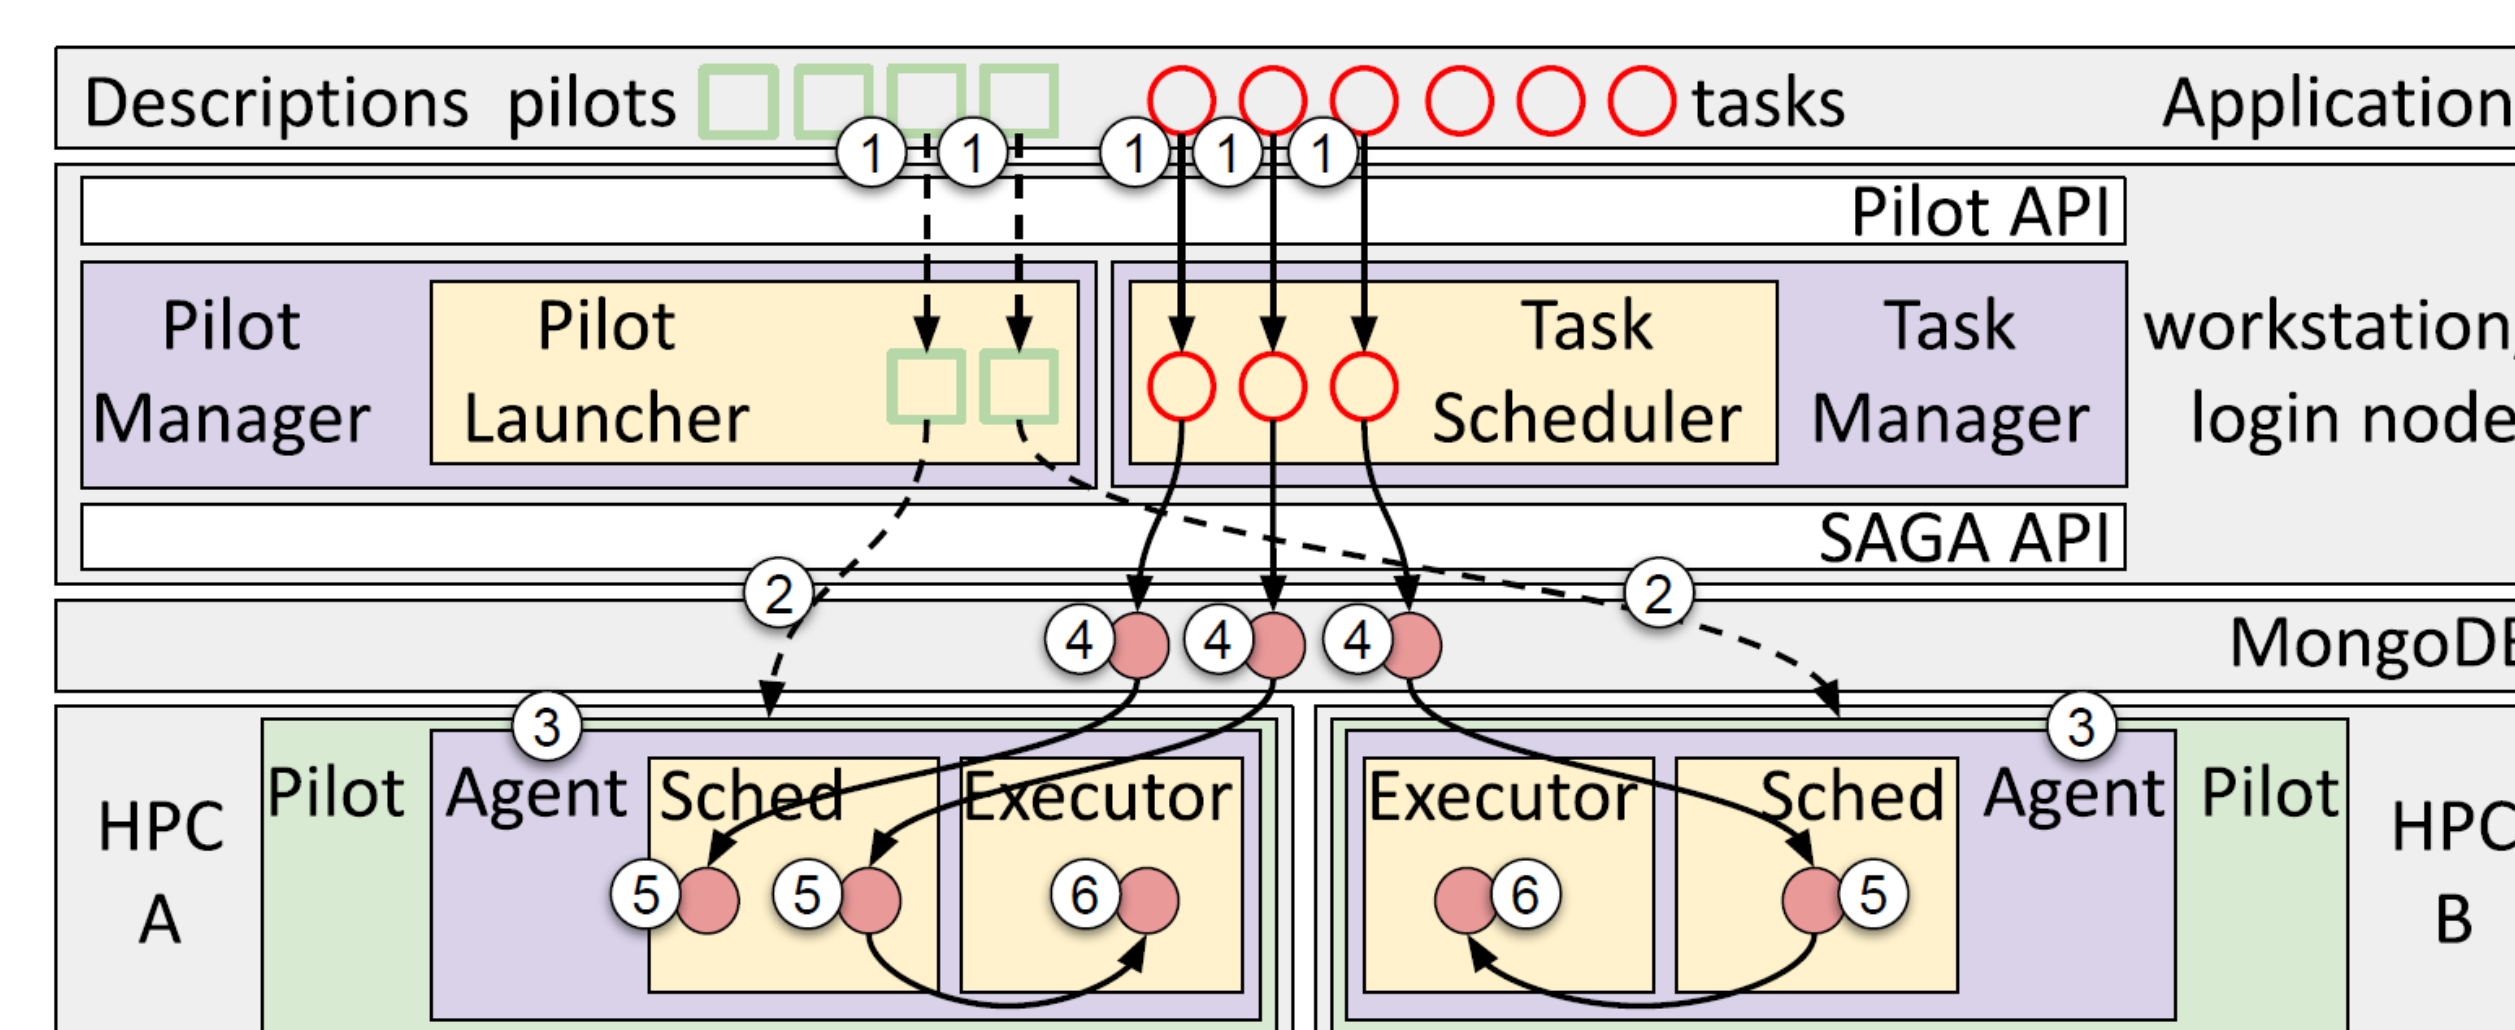 Descriptions pilots tasks Application
1 1 1 1 1
Pilot API
Pilot Manager
Pilot Launcher
Task Scheduler
Task Manager
workstation,
login node
SAGA API
2 2
4 4 4
MongoDB
3 3
HPC A
Pilot
Agent
Sched
Executor
5 5 6
Executor
Sched
Agent
Pilot
6 5
HPC B